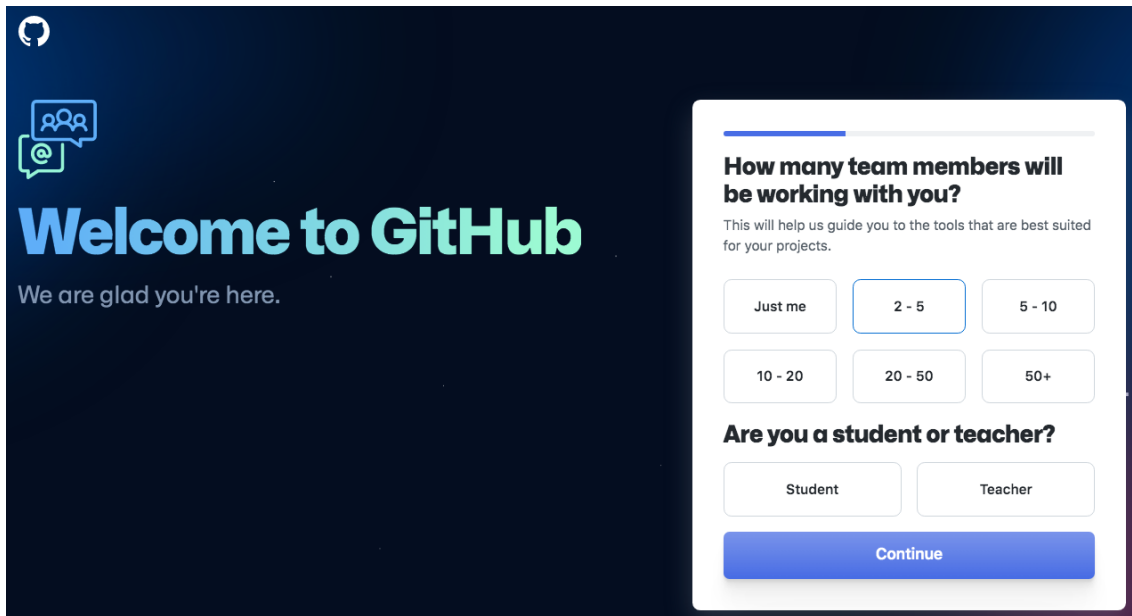 @
Welcome to GitHub
We are glad you're here.
How many team members will
be working with you?
This will help us guide you to the tools that are best suited
for your projects.
Just me
2 - 5
5 - 10
10 - 20
20 - 50
50+
Are you a student or teacher?
Student
Teacher
Continue